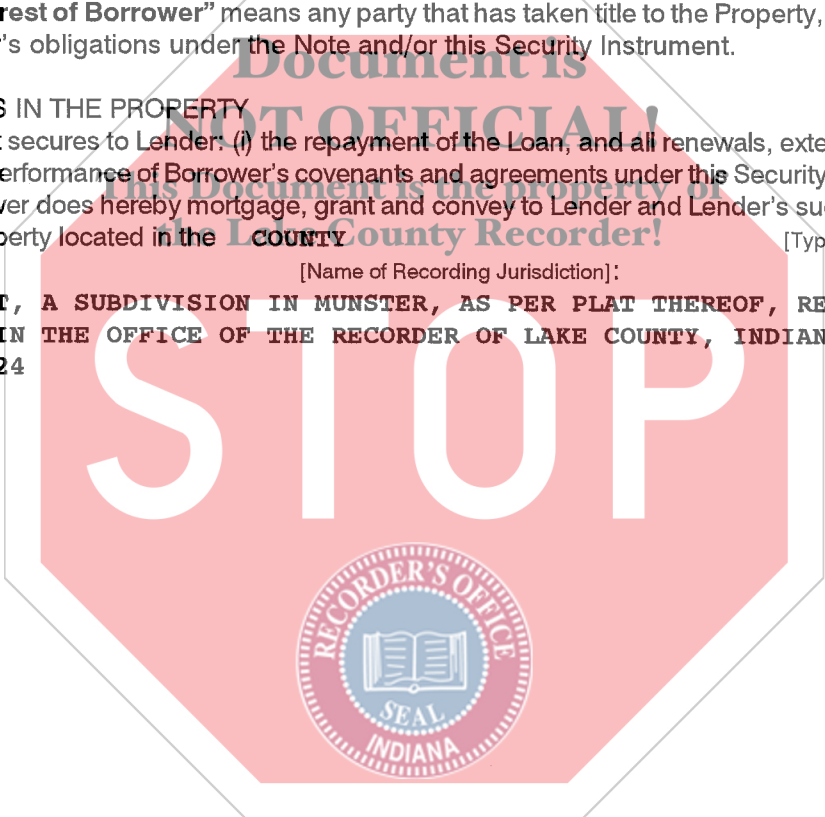 rest of Borrower” means any party that has taken title to the Property,
’s obligations under the Note and/or this Security Instrument.
Document is
NOT OFFICIAL!
This Document is the property of
the Lake County Recorder!
S IN THE PROPERTY
t secures to Lender: (i) the repayment of the Loan, and all renewals, exte
erformance of Borrower’s covenants and agreements under this Security
er does hereby mortgage, grant and convey to Lender and Lender’s su
perty located in the COUNTY [Typ
[Name of Recording Jurisdiction]:
T, A SUBDIVISION IN MUNSTER, AS PER PLAT THEREOF, RE
IN THE OFFICE OF THE RECORDER OF LAKE COUNTY, INDIAN
24
STOP
RECORDER'S OFFICE
SEAL
INDIANA